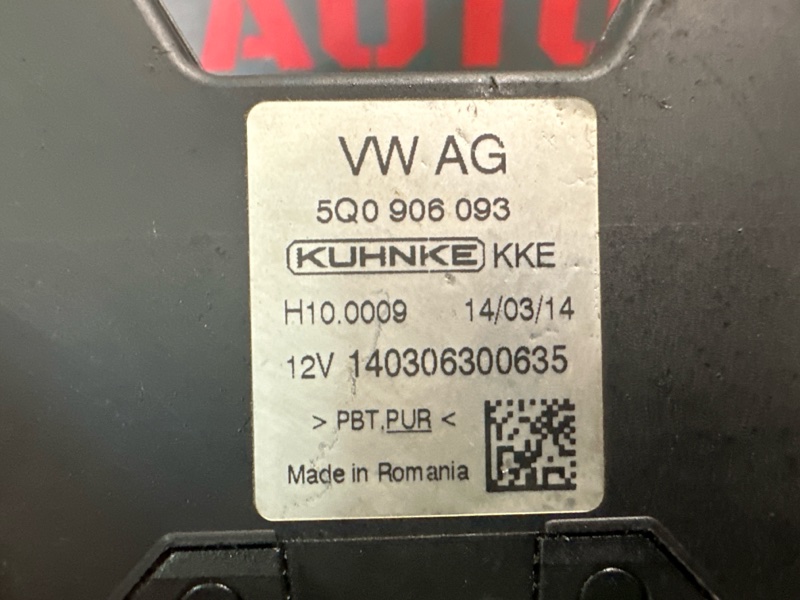 AUTO
VW AG
5Q0 906 093
KUHNKE KKE
H10.0009 14/03/14
12V 140306300635
> PBT,PUR <
Made in Romania